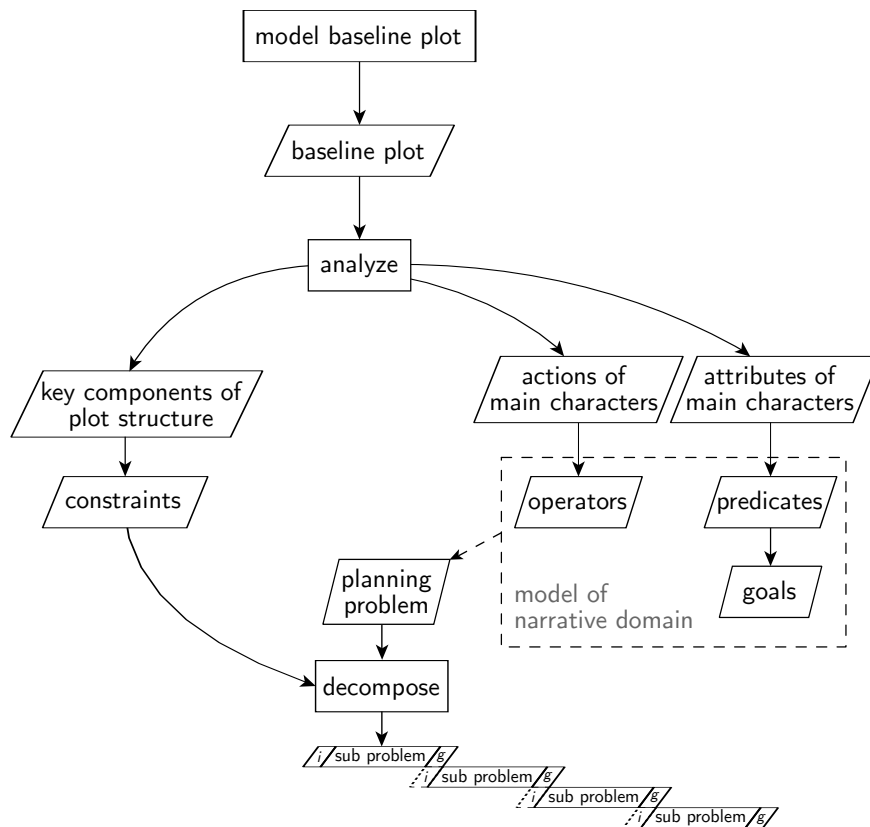 model baseline plot
baseline plot
analyze
key components of
plot structure
actions of
main characters
attributes of
main characters
constraints
operators
predicates
planning
problem
model of
narrative domain
goals
decompose
i sub problem g
i sub problem g
i sub problem g
i sub problem g